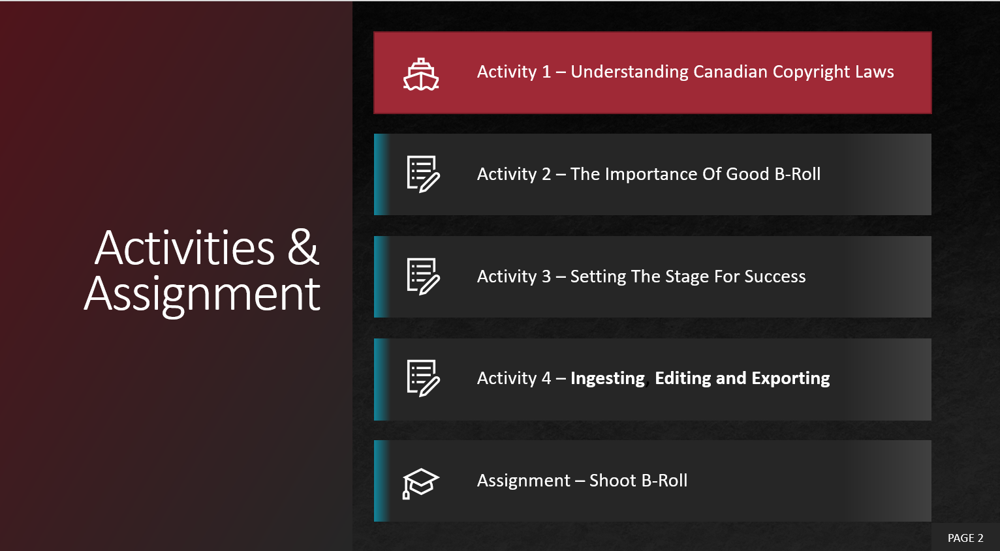 Activities &
Assignment
Activity 1 – Understanding Canadian Copyright Laws
Activity 2 – The Importance Of Good B-Roll
Activity 3 – Setting The Stage For Success
Activity 4 – Ingesting, Editing and Exporting
Assignment – Shoot B-Roll
PAGE 2